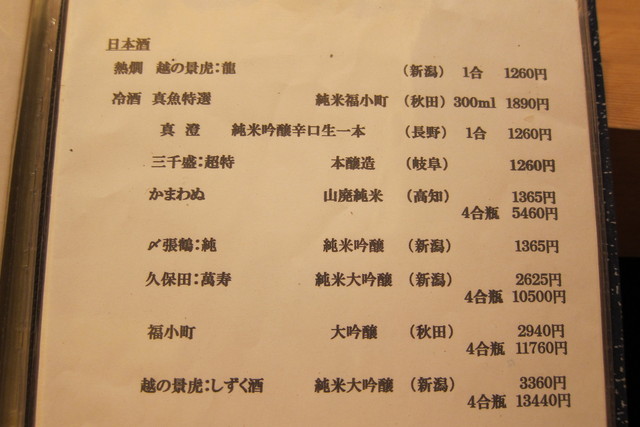 日本酒
熱燗 越の景虎:龍 (新潟) 1合 1260円
冷酒 真魚特選 純米福小町 (秋田) 300ml 1890円
真 澄 純米吟醸辛口生一本 (長野) 1合 1260円
三千盛:超特 本醸造 (岐阜) 1260円
かまわぬ 山廃純米 (高知) 1365円
4合瓶 5460円
〆張鶴:純 純米吟醸 (新潟) 1365円
久保田:萬寿 純米大吟醸 (新潟) 2625円
4合瓶 10500円
福小町 大吟醸 (秋田) 2940円
4合瓶 11760円
越の景虎:しずく酒 純米大吟醸 (新潟) 3360円
4合瓶 13440円